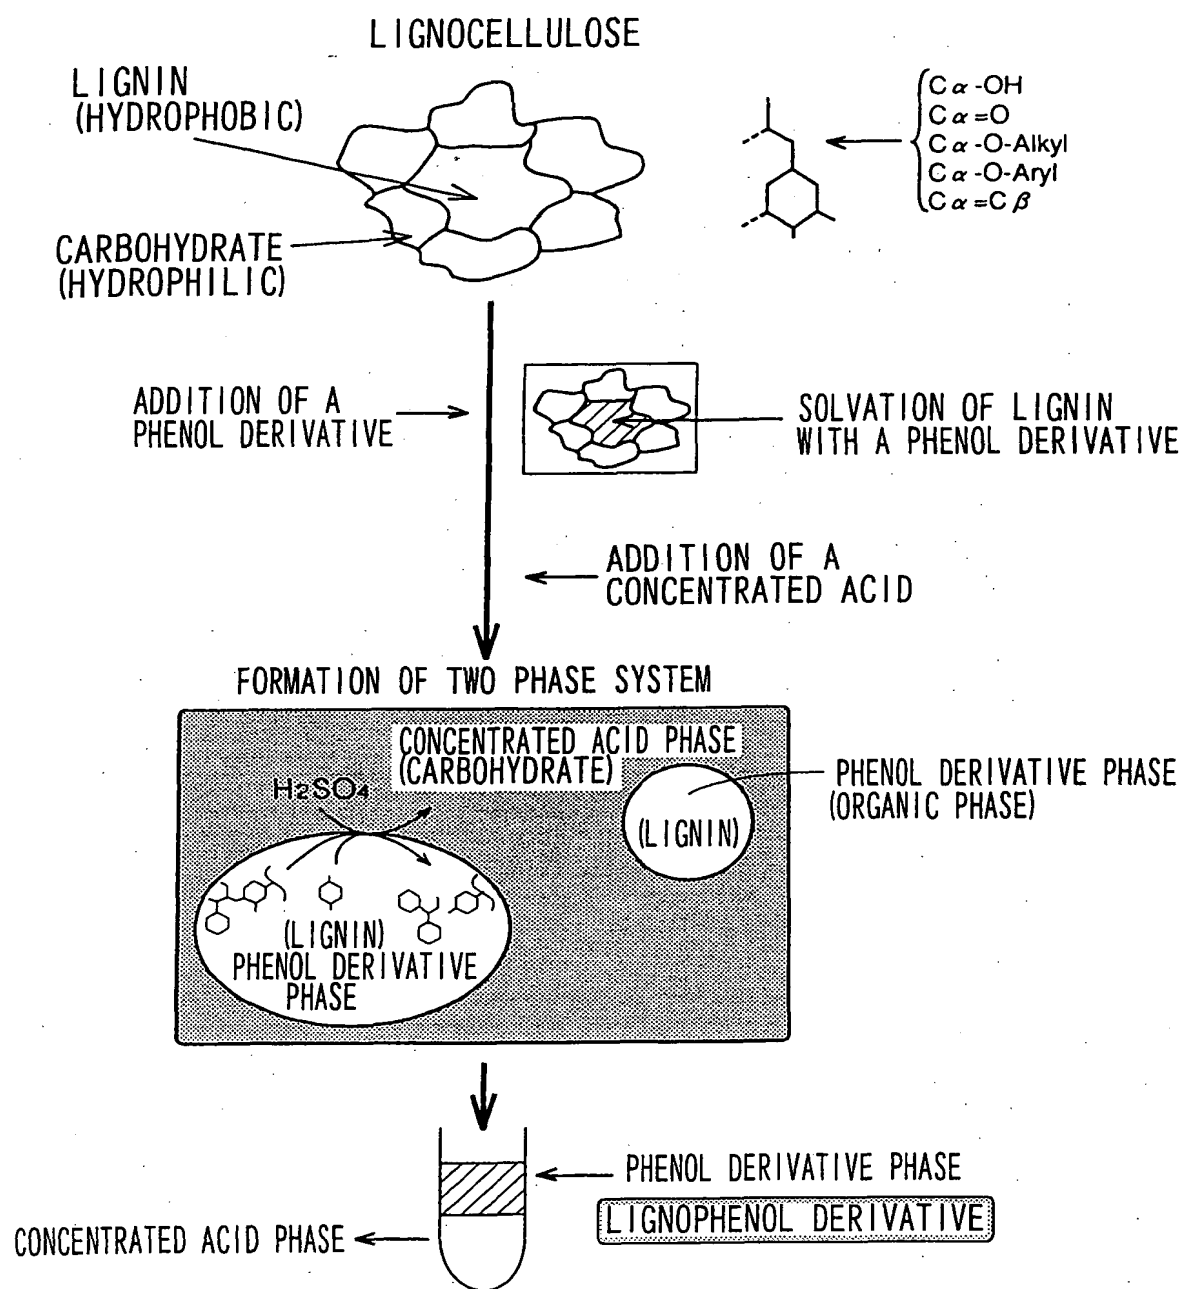 LIGNOCELLULOSE
LIGNIN
(HYDROPHOBIC)
Cα-OH
Cα=O
Cα-O-Alkyl
Cα-O-Aryl
Cα=Cβ
CARBOHYDRATE
(HYDROPHILIC)
ADDITION OF A
PHENOL DERIVATIVE
SOLVATION OF LIGNIN
WITH A PHENOL DERIVATIVE
ADDITION OF A
CONCENTRATED ACID
FORMATION OF TWO PHASE SYSTEM
CONCENTRATED ACID PHASE
(CARBOHYDRATE)
H2SO4
PHENOL DERIVATIVE PHASE
(ORGANIC PHASE)
(LIGNIN)
(LIGNIN)
PHENOL DERIVATIVE
PHASE
PHENOL DERIVATIVE PHASE
LIGNOPHENOL DERIVATIVE
CONCENTRATED ACID PHASE